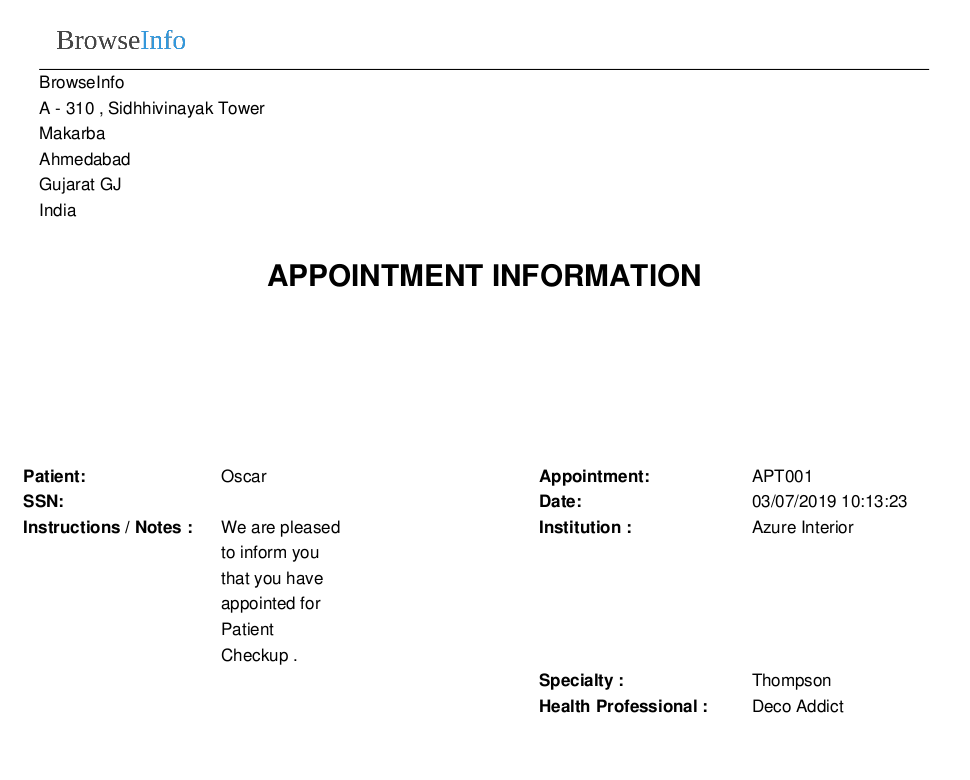 BrowseInfo
BrowseInfo
A - 310 , Sidhhivinayak Tower
Makarba
Ahmedabad
Gujarat GJ
India
APPOINTMENT INFORMATION
Patient: Oscar Appointment: APT001
SSN: Date: 03/07/2019 10:13:23
Instructions / Notes : We are pleased Institution : Azure Interior
to inform you
that you have
appointed for
Patient
Checkup .
Specialty : Thompson
Health Professional : Deco Addict